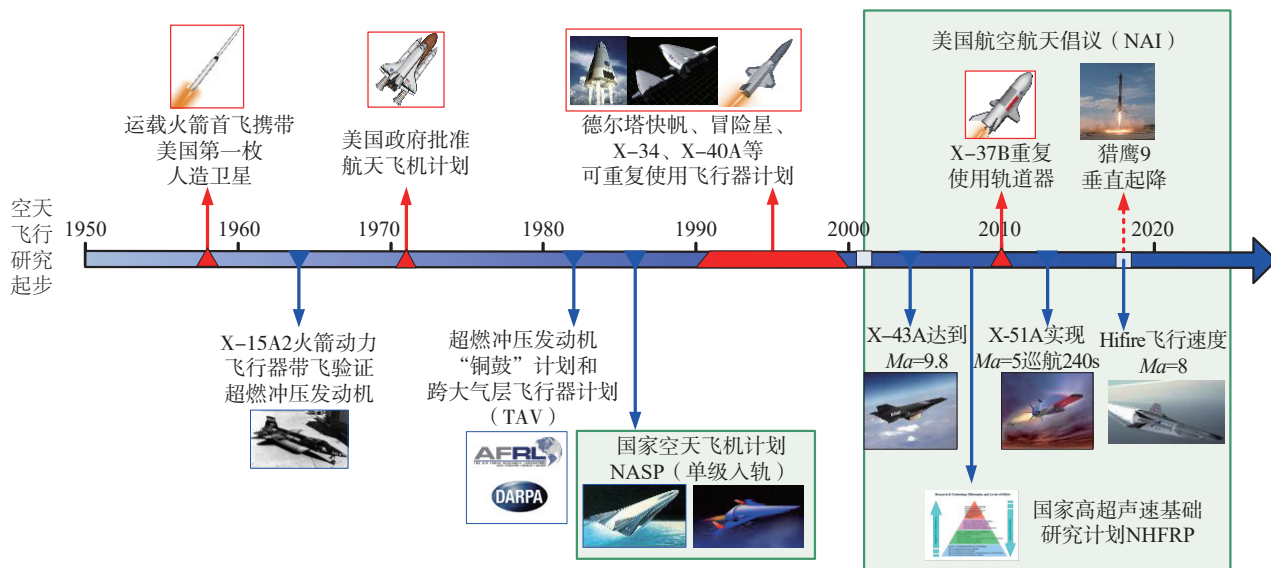 美国航空航天倡议（NAI）
运载火箭首飞携带
美国第一枚
人造卫星
美国政府批准
航天飞机计划
德尔塔快帆、冒险星、
X-34、X-40A等
可重复使用飞行器计划
X-37B重复
使用轨道器
猎鹰9
垂直起降
空天
飞行
研究
起步
1950
1960
1970
1980
1990
2000
2010
2020
X-15A2火箭动力
飞行器带飞验证
超燃冲压发动机
超燃冲压发动机
“铜鼓”计划和
跨大气层飞行器计划
（TAV）
AFRL
DARPA
国家空天飞机计划
NASP（单级入轨）
X-43A达到
Ma=9.8
X-51A实现
Ma=5巡航240s
Hifire飞行速度
Ma=8
国家高超声速基础
研究计划NHFRP